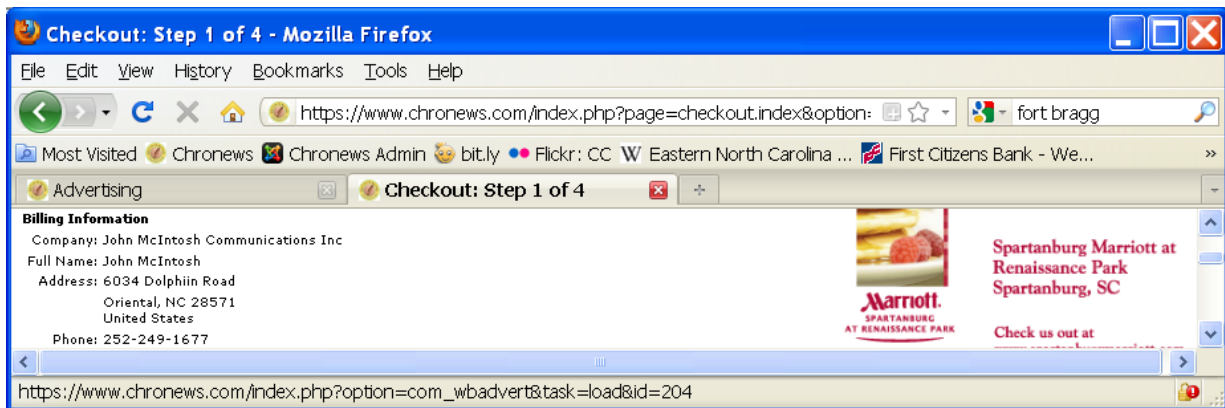 Checkout: Step 1 of 4 - Mozilla Firefox
File Edit View History Bookmarks Tools Help
https://www.chronews.com/index.php?page=checkout.index&option= fort bragg
Most Visited Chronews Chronews Admin bit.ly Flickr: CC W Eastern North Carolina ... First Citizens Bank - We... »
Advertising Checkout: Step 1 of 4
Billing Information
Company: John McIntosh Communications Inc
Full Name: John McIntosh
Address: 6034 Dolphiin Road
Oriental, NC 28571
United States
Phone: 252-249-1677
Marriott.
SPARTANBURG
AT RENAISSANCE PARK
Spartanburg Marriott at
Renaissance Park
Spartanburg, SC
Check us out at
https://www.chronews.com/index.php?option=com_wbadvert&task=load&id=204